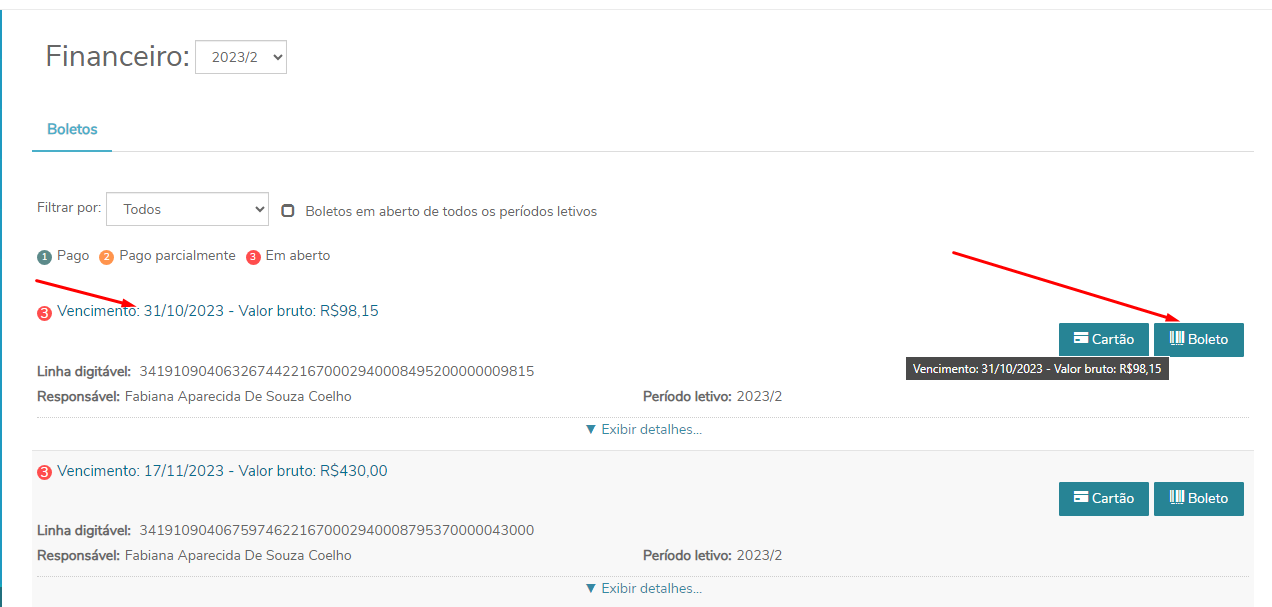 Financeiro: 2023/2
Boletos
Filtrar por: Todos Boletos em aberto de todos os períodos letivos
1 Pago 2 Pago parcialmente 3 Em aberto
3 Vencimento: 31/10/2023 - Valor bruto: R$98,15
Cartão Boleto
Vencimento: 31/10/2023 - Valor bruto: R$98,15
Linha digitável: 34191090406326744221670002940008495200000009815
Responsável: Fabiana Aparecida De Souza Coelho Período letivo: 2023/2
▼ Exibir detalhes...
3 Vencimento: 17/11/2023 - Valor bruto: R$430,00
Cartão Boleto
Linha digitável: 34191090406759746221670002940008795370000043000
Responsável: Fabiana Aparecida De Souza Coelho Período letivo: 2023/2
▼ Exibir detalhes...